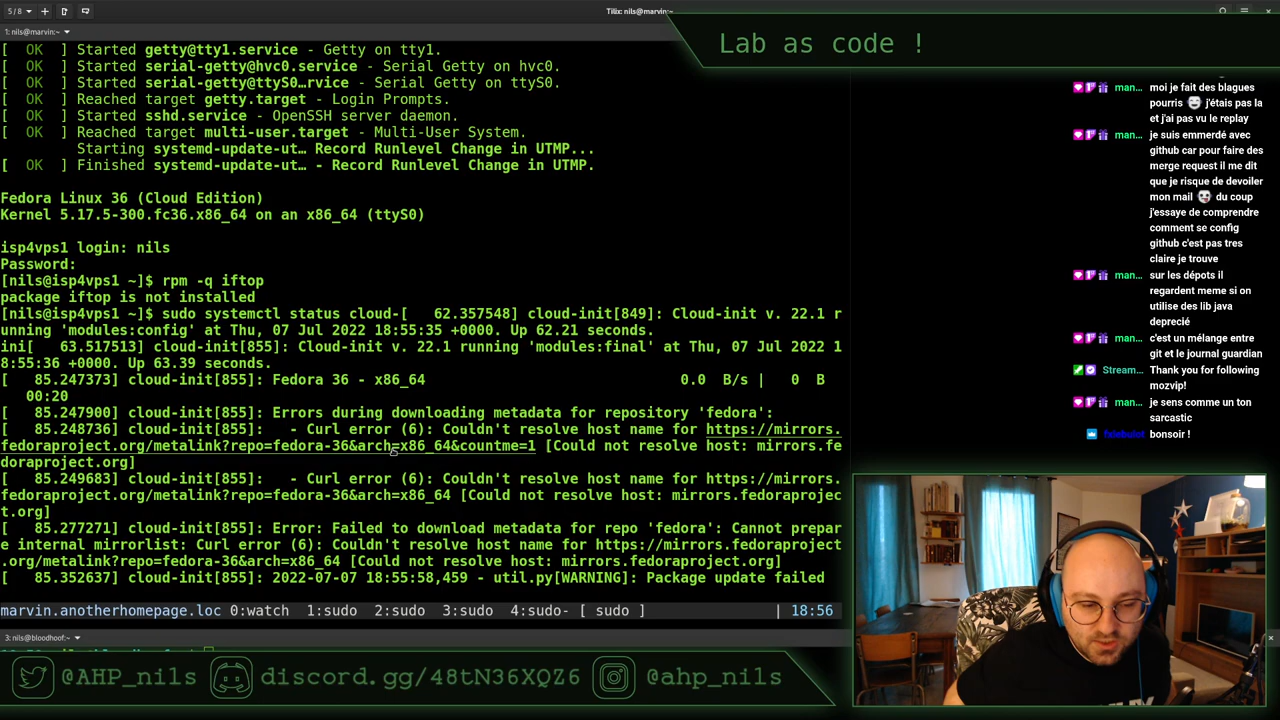 5/8
Tilix: nils@marvin:~
1: nils@marvin:~
Lab as code !
[  OK  ] Started getty@tty1.service - Getty on tty1.
[  OK  ] Started serial-getty@hvc0.service - Serial Getty on hvc0.
[  OK  ] Started serial-getty@ttyS0…rvice - Serial Getty on ttyS0.
[  OK  ] Reached target getty.target - Login Prompts.
[  OK  ] Started sshd.service - OpenSSH server daemon.
[  OK  ] Reached target multi-user.target - Multi-User System.
Starting systemd-update-ut… Record Runlevel Change in UTMP...
[  OK  ] Finished systemd-update-ut… - Record Runlevel Change in UTMP.
Fedora Linux 36 (Cloud Edition)
Kernel 5.17.5-300.fc36.x86_64 on an x86_64 (ttyS0)
isp4vps1 login: nils
Password:
[nils@isp4vps1 ~]$ rpm -q iftop
package iftop is not installed
[nils@isp4vps1 ~]$ sudo systemctl status cloud-[   62.357548] cloud-init[849]: Cloud-init v. 22.1 r
unning 'modules:config' at Thu, 07 Jul 2022 18:55:35 +0000. Up 62.21 seconds.
ini[   63.517513] cloud-init[855]: Cloud-init v. 22.1 running 'modules:final' at Thu, 07 Jul 2022 1
8:55:36 +0000. Up 63.39 seconds.
[   85.247373] cloud-init[855]: Fedora 36 - x86_64                              0.0  B/s |   0  B
00:20
[   85.247900] cloud-init[855]: Errors during downloading metadata for repository 'fedora':
[   85.248736] cloud-init[855]:   - Curl error (6): Couldn't resolve host name for https://mirrors.
fedoraproject.org/metalink?repo=fedora-36&arch=x86_64&countme=1 [Could not resolve host: mirrors.fe
doraproject.org]
[   85.249683] cloud-init[855]:   - Curl error (6): Couldn't resolve host name for https://mirrors.
fedoraproject.org/metalink?repo=fedora-36&arch=x86_64 [Could not resolve host: mirrors.fedoraprojec
t.org]
[   85.277271] cloud-init[855]: Error: Failed to download metadata for repo 'fedora': Cannot prepar
e internal mirrorlist: Curl error (6): Couldn't resolve host name for https://mirrors.fedoraproject
.org/metalink?repo=fedora-36&arch=x86_64 [Could not resolve host: mirrors.fedoraproject.org]
[   85.352637] cloud-init[855]: 2022-07-07 18:55:58,459 - util.py[WARNING]: Package update failed
marvin.anotherhomepage.loc 0:watch  1:sudo  2:sudo  3:sudo  4:sudo- [ sudo ]               | 18:56
3: nils@bloodhoof:~
man... moi je fait des blagues
pourris j'étais pas la
et j'ai pas vu le replay
man... je suis emmerdé avec
github car pour faire des
merge request il me dit
que je risque de devoiler
mon mail du coup
j'essaye de comprendre
comment se config
github c'est pas tres
claire je trouve
man... sur les dépots il
regardent meme si on
utilise des lib java
deprecié
man... c'est un mélange entre
git et le journal guardian
Stream... Thank you for following
mozvip!
man... je sens comme un ton
sarcastic
bonsoir !
@AHP_nils
discord.gg/48tN36XQZ6
@ahp_nils